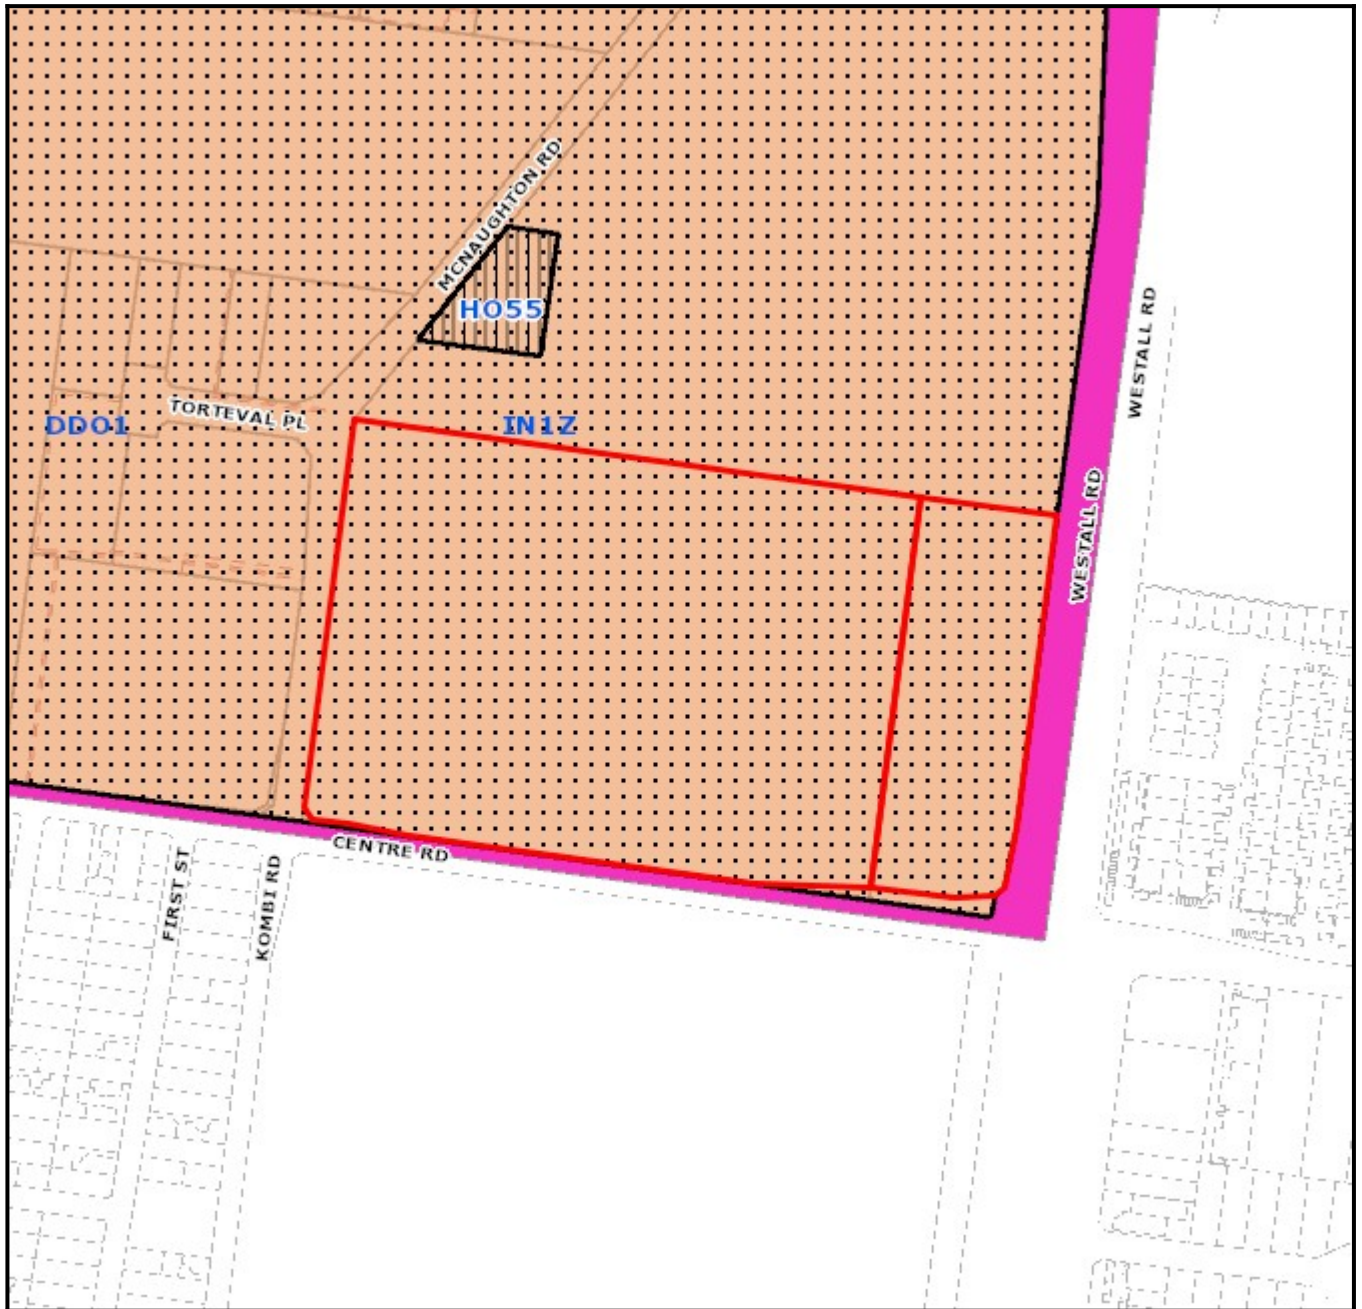 MCNAUGHTON RD
HO55
WESTALL RD
TORTEVAL PL
DDO1
IN1Z
WESTALL RD
CENTRE RD
FIRST ST
KOMBI RD